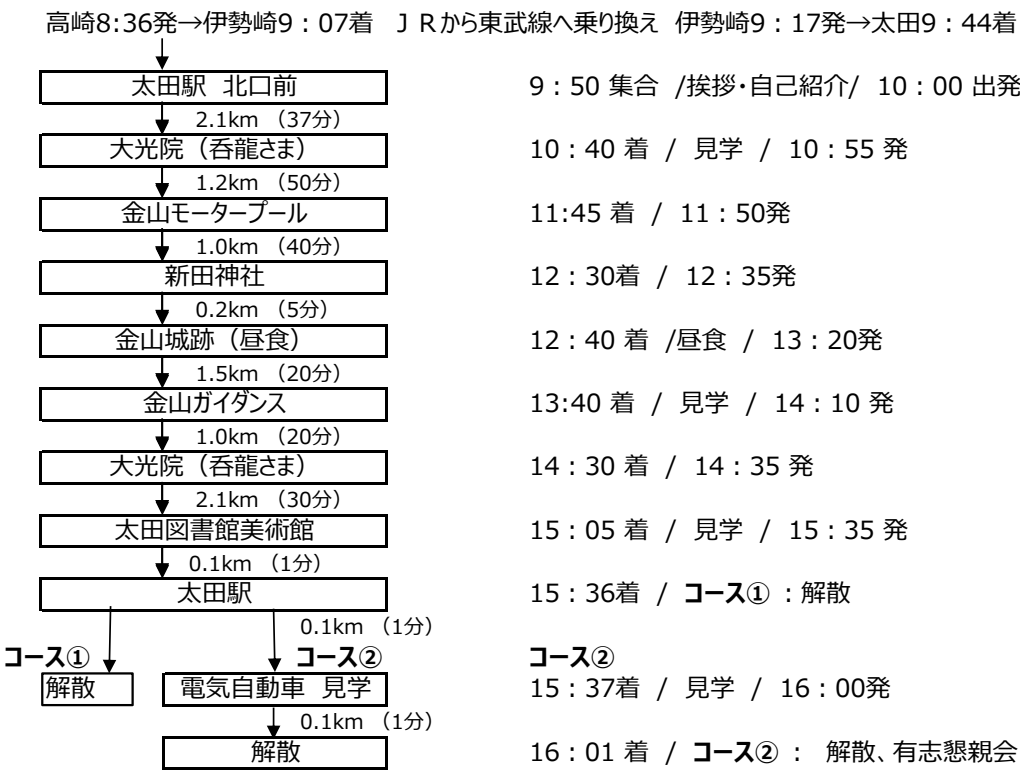 高崎8:36発→伊勢崎9：07着　ＪＲから東武線へ乗り換え　伊勢崎9：17発→太田9：44着
太田駅　北口前　9：50 集合　/挨拶・自己紹介/　10：00 出発
2.1km （37分）
大光院（呑龍さま）　10：40 着　/　見学　/　10：55 発
1.2km （50分）
金山モータープール　11:45 着　/　11：50発
1.0km （40分）
新田神社　12：30着　/　12：35発
0.2km （5分）
金山城跡（昼食）　12：40 着　/昼食　/　13：20発
1.5km （20分）
金山ガイダンス　13:40 着　/　見学　/　14：10 発
1.0km （20分）
大光院（呑龍さま）　14：30 着　/　14：35 発
2.1km （30分）
太田図書館美術館　15：05 着　/　見学　/　15：35 発
0.1km （1分）
太田駅　15：36着　/　コース①：解散
0.1km （1分）
コース①　コース②　コース②
解散　電気自動車　見学　15：37着　/　見学　/　16：00発
0.1km （1分）
解散　16：01 着　/　コース②：　解散、有志懇親会